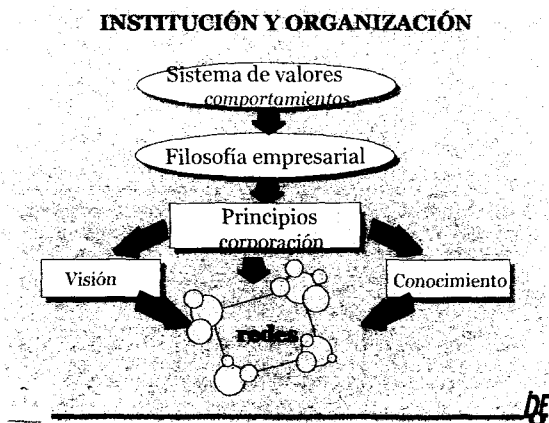 INSTITUCIÓN Y ORGANIZACIÓN
Sistema de valores
comportamientos
Filosofía empresarial
Principios
corporación
Visión
Conocimiento
redes
DE